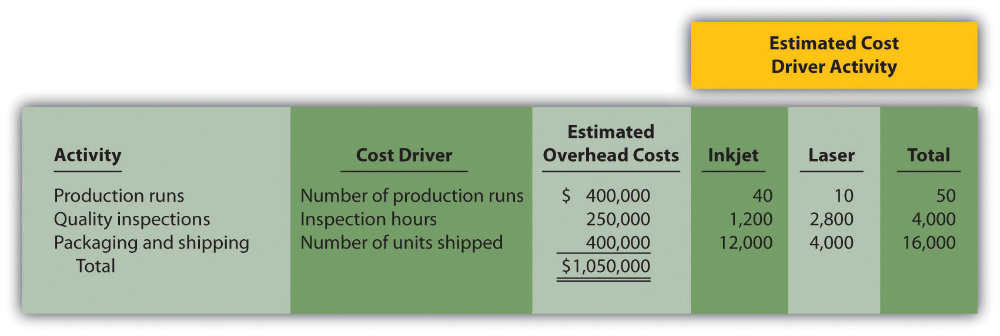 Estimated Cost
Driver Activity
Activity Cost Driver Estimated Overhead Costs Inkjet Laser Total
Production runs Number of production runs $ 400,000 40 10 50
Quality inspections Inspection hours 250,000 1,200 2,800 4,000
Packaging and shipping Number of units shipped 400,000 12,000 4,000 16,000
Total $1,050,000